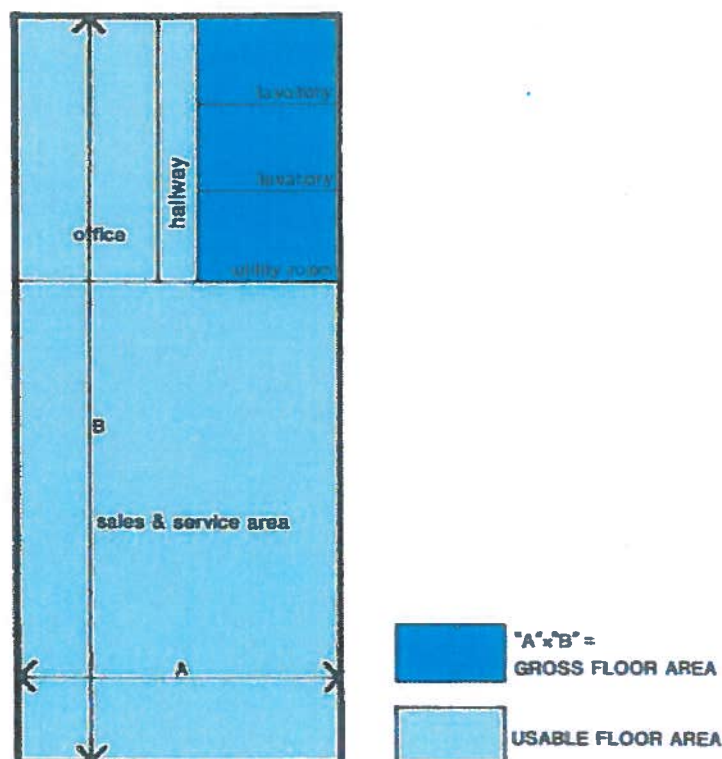 lavatory
lavatory
hallway
office
utility room
B
sales & service area
A
"A"x"B" =
GROSS FLOOR AREA
USABLE FLOOR AREA